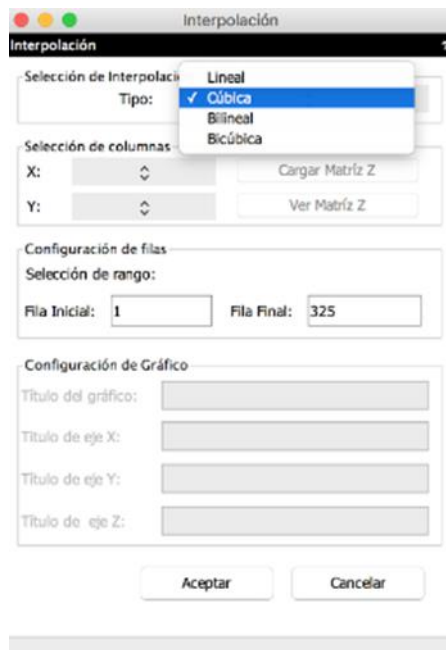 Interpolación
Interpolación
Selección de Interpolaci
Tipo:
Lineal
✓ Cúbica
Bilineal
Bicúbica
Selección de columnas
X:
Cargar Matríz Z
Y:
Ver Matríz Z
Configuración de filas
Selección de rango:
Fila Inicial: 1 Fila Final: 325
Configuración de Gráfico
Título del gráfico:
Título de eje X:
Título de eje Y:
Título de eje Z:
Aceptar Cancelar